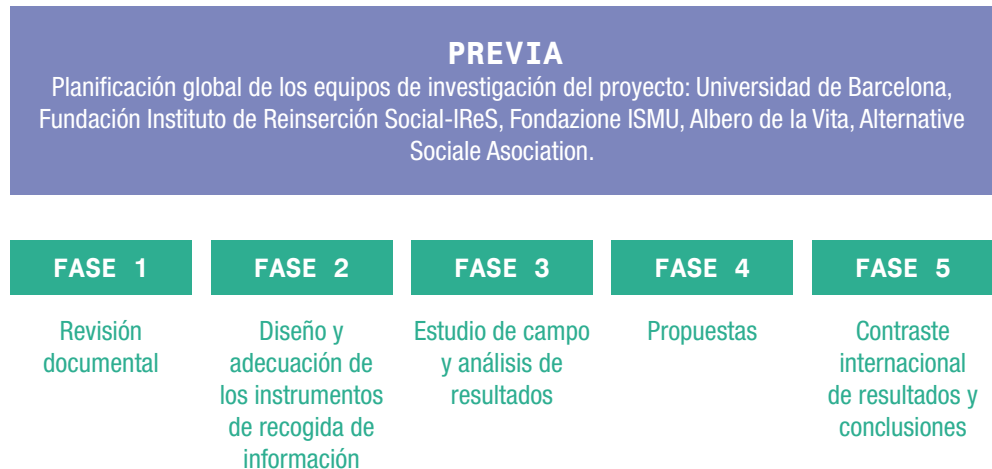 PREVIA
Planificación global de los equipos de investigación del proyecto: Universidad de Barcelona,
Fundación Instituto de Reinserción Social-IReS, Fondazione ISMU, Albero de la Vita, Alternative
Sociale Asociation.
FASE 1
Revisión
documental
FASE 2
Diseño y
adecuación de
los instrumentos
de recogida de
información
FASE 3
Estudio de campo
y análisis de
resultados
FASE 4
Propuestas
FASE 5
Contraste
internacional
de resultados y
conclusiones